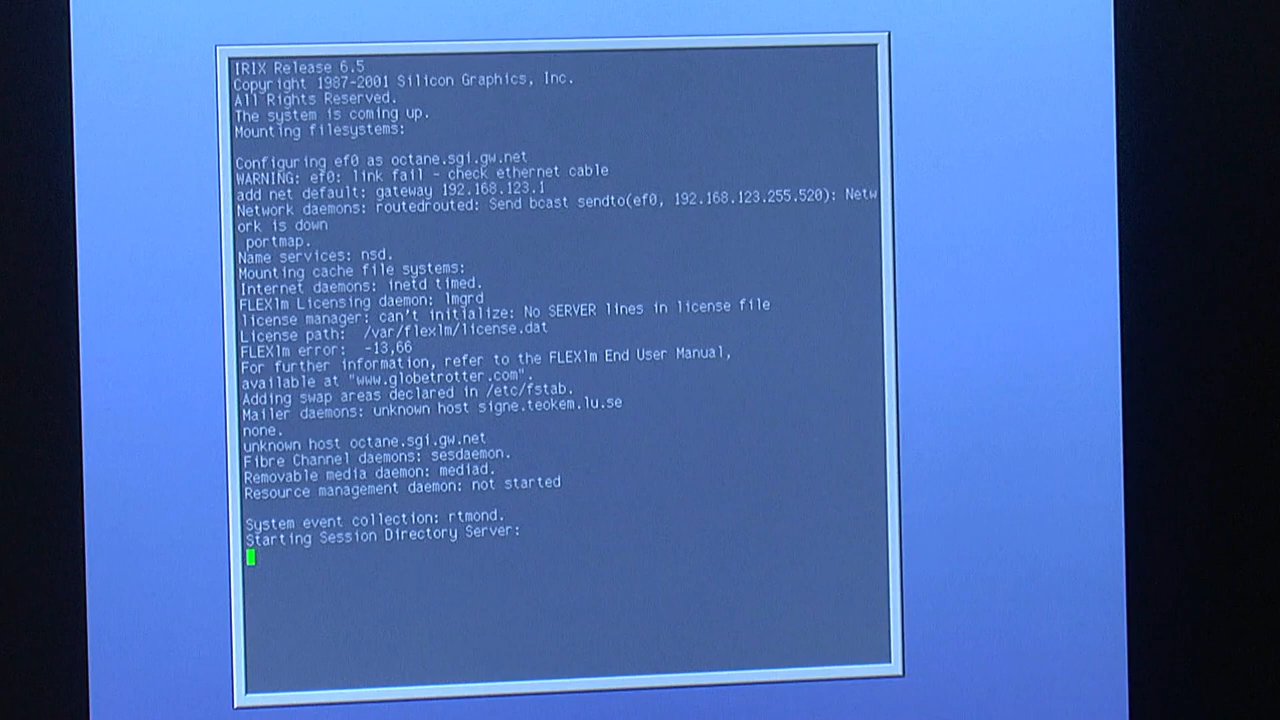 IRIX Release 6.5
Copyright 1987-2001 Silicon Graphics, Inc.
All Rights Reserved.
The system is coming up.
Mounting filesystems:
Configuring ef0 as octane.sgi.gw.net
WARNING: ef0: link fail - check ethernet cable
add net default: gateway 192.168.123.1
Network daemons: routedrouted: Send bcast sendto(ef0, 192.168.123.255.520): Netw
ork is down
portmap.
Name services: nsd.
Mounting cache file systems:
Internet daemons: inetd timed.
FLEXlm Licensing daemon: lmgrd
license manager: can't initialize: No SERVER lines in license file
License path:  /var/flexlm/license.dat
FLEXlm error:  -13,66
For further information, refer to the FLEXlm End User Manual,
available at "www.globetrotter.com".
Adding swap areas declared in /etc/fstab.
Mailer daemons: unknown host signe.teokem.lu.se
none.
unknown host octane.sgi.gw.net
Fibre Channel daemons: sesdaemon.
Removable media daemon: mediad.
Resource management daemon: not started
System event collection: rtmond.
Starting Session Directory Server: